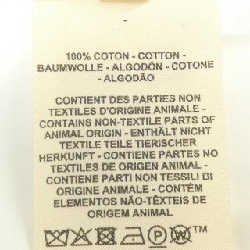 100% COTON - COTTON -
BAUMWOLLE - ALGODÓN - COTONE
- ALGODÃO
CONTIENT DES PARTIES NON
TEXTILES D'ORIGINE ANIMALE -
CONTAINS NON-TEXTILE PARTS OF
ANIMAL ORIGIN - ENTHÄLT NICHT
TEXTILE TEILE TIERISCHER
HERKUNFT - CONTIENE PARTES NO
TEXTILES DE ORIGEN ANIMAL -
CONTIENE PARTI NON TESSILI DI
ORIGINE ANIMALE - CONTÉM
ELEMENTOS NÃO-TÊXTEIS DE
ORIGEM ANIMAL
TM